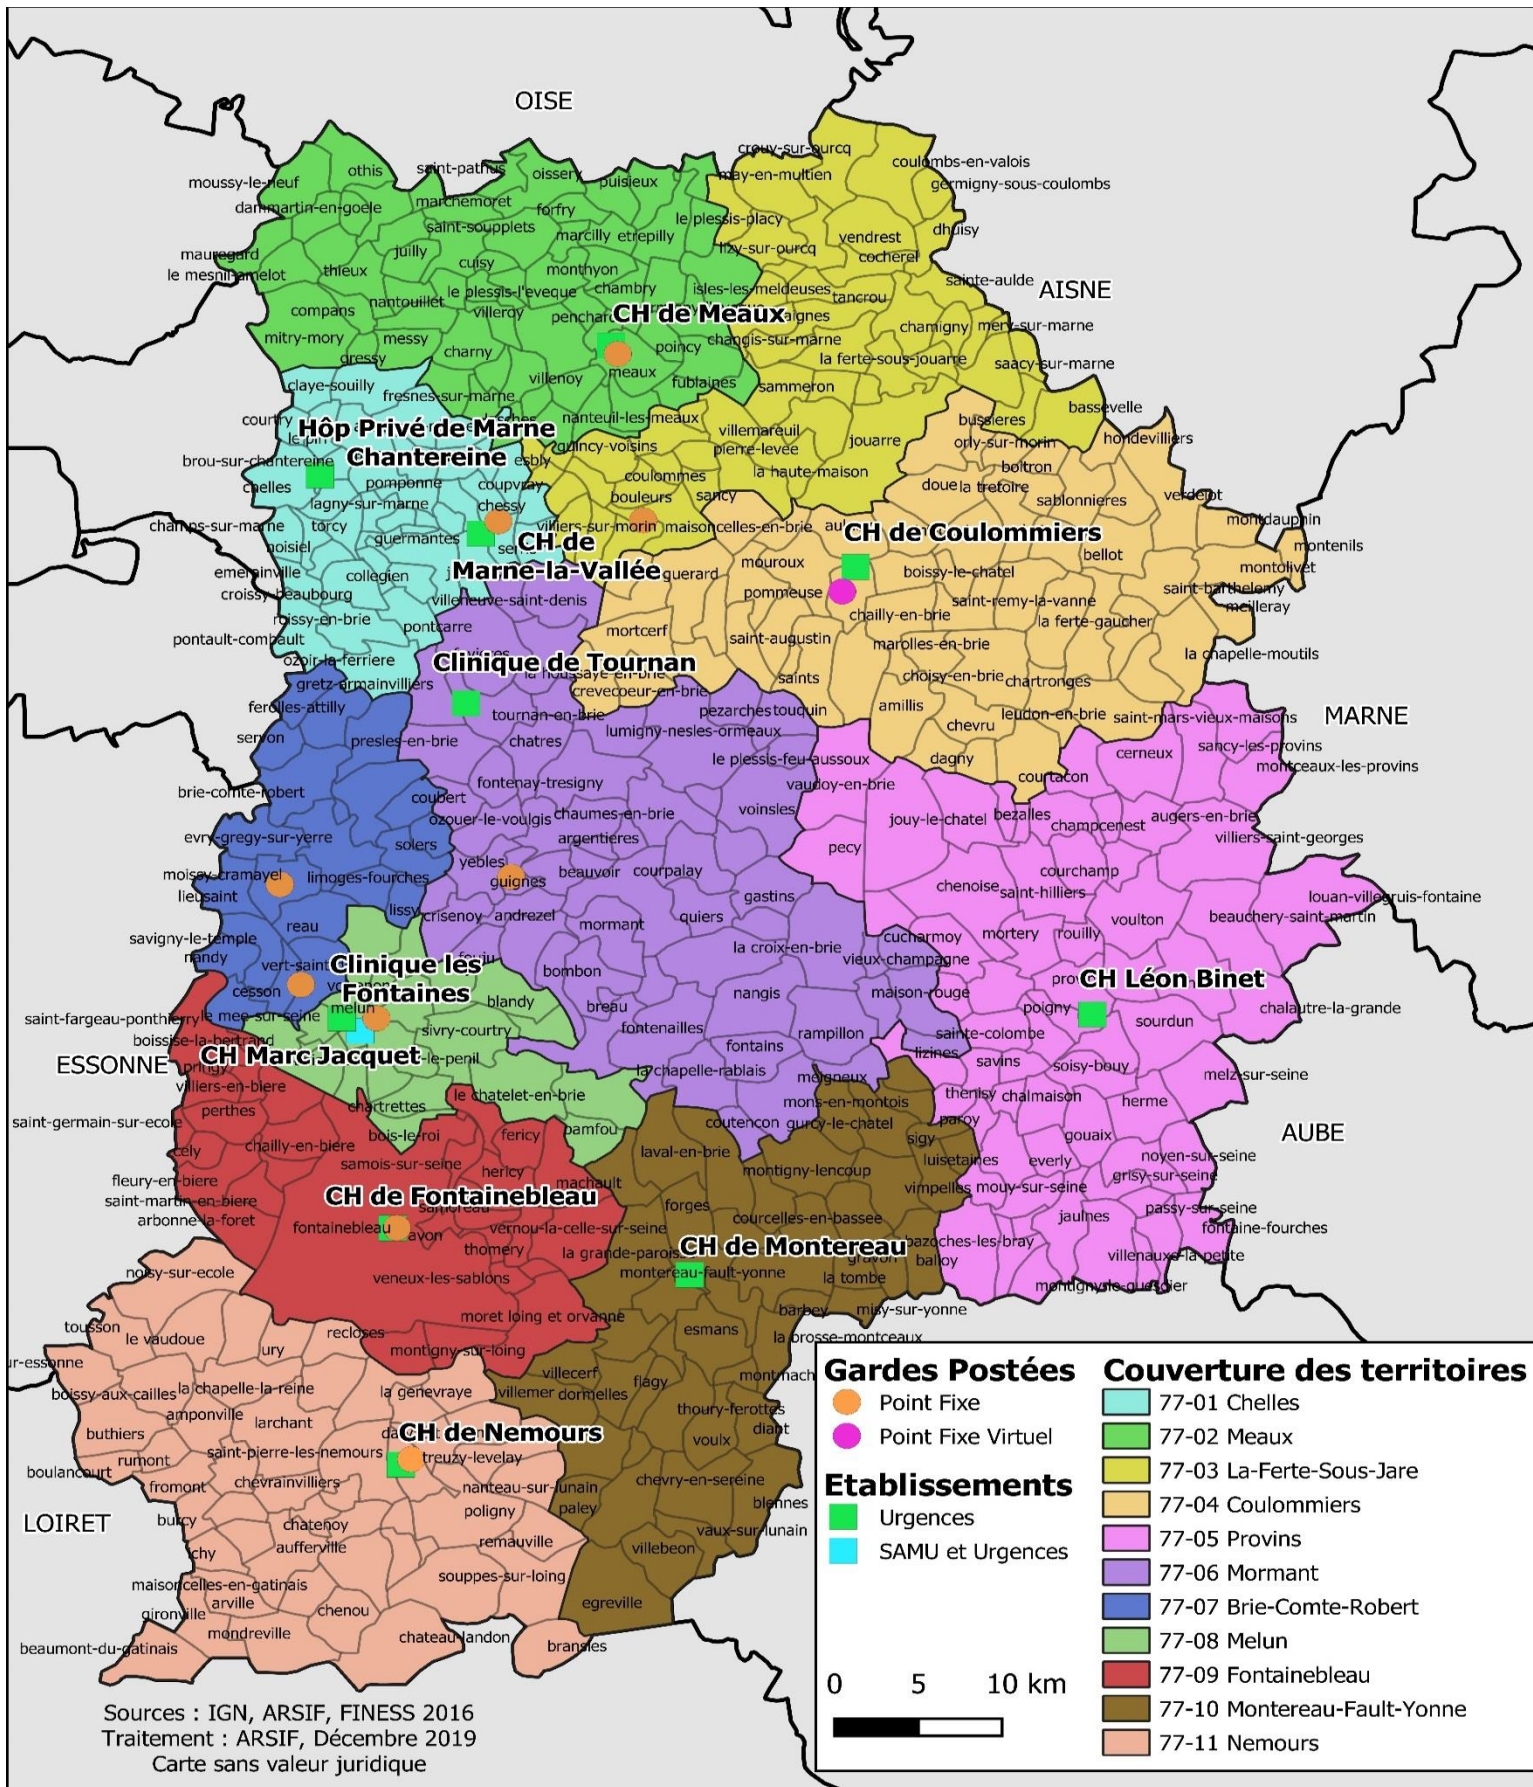 OISE
crouy-sur-ourcq
coulombs-en-valois
othis
saint-pathus
oissery
may-en-multien
moussy-le-neuf
puisieux
germigny-sous-coulombs
dammartin-en-goele
marchemoret
forfry
le plessis-placy
saint-soupplets
marcilly
etrepilly
vendrest
dhuisy
mauregard
juilly
lizy-sur-ourcq
cocherel
le mesnil-amelot
thieux
cuisy
monthyon
sainte-aulde
AISNE
nantouillet
le plessis-l'eveque
chambry
isles-les-meldeuses
tancrou
compans
villeroy
CH de Meaux
chamigny
mery-sur-marne
mitry-mory
messy
poincy
changis-sur-marne
gressy
charny
la ferte-sous-jouarre
saacy-sur-marne
meaux
villenoy
fublaines
sammeron
claye-souilly
fresnes-sur-marne
bassevelle
courtry
nanteuil-les-meaux
bussieres
Hôp Privé de Marne
Chantereine
villemareuil
jouarre
orly-sur-morin
hondevilliers
quincy-voisins
pierre-levee
brou-sur-chantereine
esbly
boitron
la haute-maison
chelles
pomponne
coupvray
coulommes
doue
la tretoire
sablonnieres
verdelot
lagny-sur-marne
chessy
bouleurs
sancy
champs-sur-marne
torcy
villiers-sur-morin
maisoncelles-en-brie
CH de Coulommiers
montdauphin
guermantes
CH de
Marne-la-Vallée
noisiel
montenils
bellot
emerainville
collegien
guerard
mouroux
boissy-le-chatel
montolivet
croissy-beaubourg
villeneuve-saint-denis
pommeuse
saint-remy-la-vanne
saint-barthelemy
meilleray
roissy-en-brie
pontcarre
mortcerf
chailly-en-brie
la ferte-gaucher
pontault-combault
saint-augustin
marolles-en-brie
la chapelle-moutils
ozoir-la-ferriere
Clinique de Tournan
la houssaye-en-brie
gretz-armainvilliers
crevecoeur-en-brie
saints
choisy-en-brie
chartronges
ferolles-attilly
tournan-en-brie
pezarches
touquin
amillis
leudon-en-brie
saint-mars-vieux-maisons
MARNE
servon
presles-en-brie
chatres
lumigny-nesles-ormeaux
chevru
sancy-les-provins
le plessis-feu-aussoux
dagny
cerneux
montceaux-les-provins
fontenay-tresigny
vaudoy-en-brie
courtacon
brie-comte-robert
coubert
voinsles
ozouer-le-voulgis
chaumes-en-brie
jouy-le-chatel
bezalles
champcenest
augers-en-brie
evry-gregy-sur-yerre
solers
argentieres
pecy
villiers-saint-georges
yebles
moissy-cramayel
limoges-fourches
guignes
beauvoir
courpalay
courchamp
lieusaint
chenoise
saint-hilliers
louan-villegruis-fontaine
gastins
lissy
crisenoy
andrezel
mormant
quiers
voulton
beauchery-saint-martin
reau
mortery
rouilly
savigny-le-temple
cucharmoy
nandy
la croix-en-brie
vieux-champagne
Clinique les
Fontaines
fouju
bombon
CH Léon Binet
cesson
blandy
nangis
maison-rouge
breau
melun
poigny
sourdun
chalautre-la-grande
saint-fargeau-ponthierry
le mee-sur-seine
sivry-courtry
fontenailles
rampillon
sainte-colombe
boissise-la-bertrand
fontains
lizines
ESSONNE
CH Marc Jacquet
pringy
la chapelle-rablais
meigneux
savins
soisy-bouy
melz-sur-seine
villiers-en-biere
le chatelet-en-brie
thenisy
chalmaison
herme
perthes
chartrettes
mons-en-montois
saint-germain-sur-ecole
bois-le-roi
fericy
pamfou
coutencon
gurcy-le-chatel
paroy
gouaix
AUBE
chailly-en-biere
sigy
cely
samois-sur-seine
hericy
laval-en-brie
montigny-lencoup
luisetaines
everly
noyen-sur-seine
fleury-en-biere
machault
vimpelles
mouy-sur-seine
grisy-sur-seine
saint-martin-en-biere
CH de Fontainebleau
samoreau
forges
passy-sur-seine
arbonne-la-foret
fontainebleau
avon
vernou-la-celle-sur-seine
courcelles-en-bassee
jaulnes
fontaine-fourches
thomery
la grande-paroisse
CH de Montereau
bazoches-les-bray
gravon
balloy
villenauxe-la-petite
noisy-sur-ecole
veneux-les-sablons
montereau-fault-yonne
la tombe
moret loing et orvanne
barbey
misy-sur-yonne
tousson
le vaudoue
recloses
esmans
la brosse-montceaux
ury
montigny-sur-loing
ur-essonne
villecerf
flagy
montmach
boissy-aux-cailles
la chapelle-la-reine
la genevraye
villemer
dormelles
amponville
larchant
thoury-ferottes
buthiers
CH de Nemours
voulx
diant
rumont
saint-pierre-les-nemours
treuzy-levelay
boulancourt
fromont
chevrainvilliers
nanteau-sur-lunain
chevry-en-sereine
paley
blennes
LOIRET
burcy
chatenoy
poligny
vaux-sur-lunain
aufferville
remauville
ichy
villebeon
maisoncelles-en-gatinais
souppes-sur-loing
arville
gironville
chenou
egreville
mondreville
beaumont-du-gatinais
chateau-landon
bransles
Gardes Postées
Point Fixe
Point Fixe Virtuel
Etablissements
Urgences
SAMU et Urgences
0 5 10 km
Couverture des territoires
77-01 Chelles
77-02 Meaux
77-03 La-Ferte-Sous-Jare
77-04 Coulommiers
77-05 Provins
77-06 Mormant
77-07 Brie-Comte-Robert
77-08 Melun
77-09 Fontainebleau
77-10 Montereau-Fault-Yonne
77-11 Nemours
Sources : IGN, ARSIF, FINESS 2016
Traitement : ARSIF, Décembre 2019
Carte sans valeur juridique